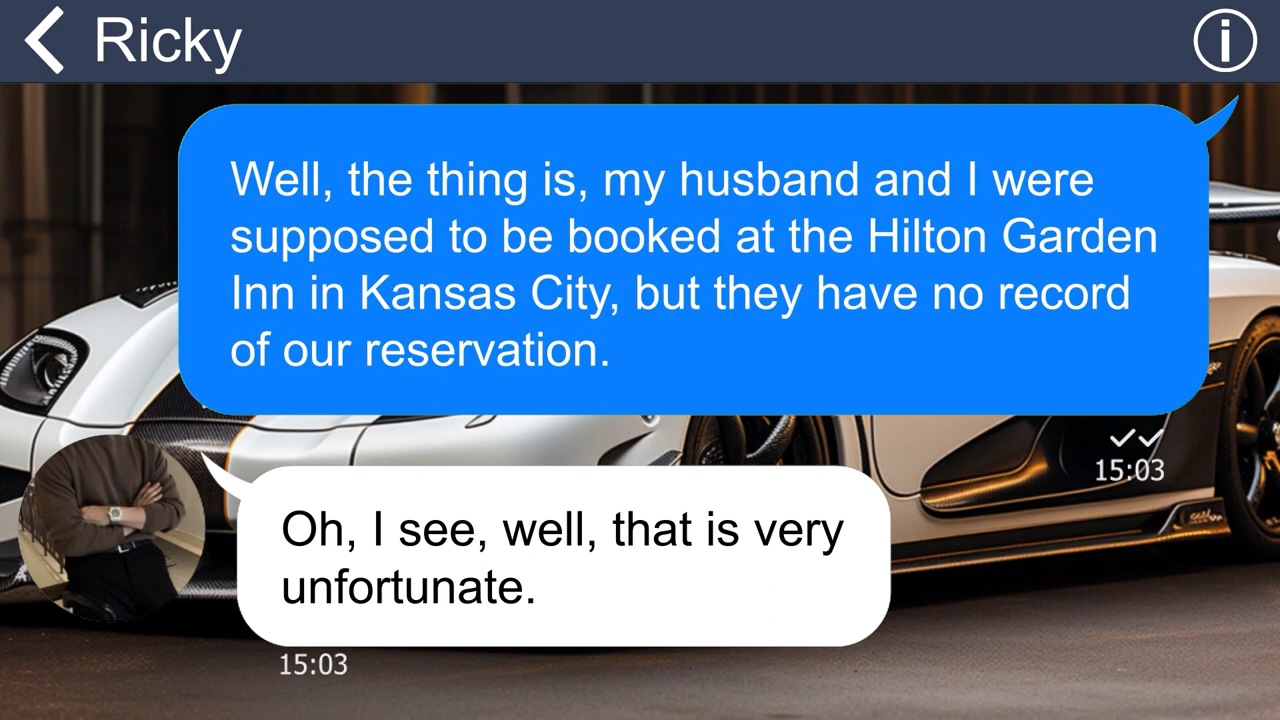 Ricky
Well, the thing is, my husband and I were
supposed to be booked at the Hilton Garden
Inn in Kansas City, but they have no record
of our reservation.
15:03
Oh, I see, well, that is very
unfortunate.
15:03